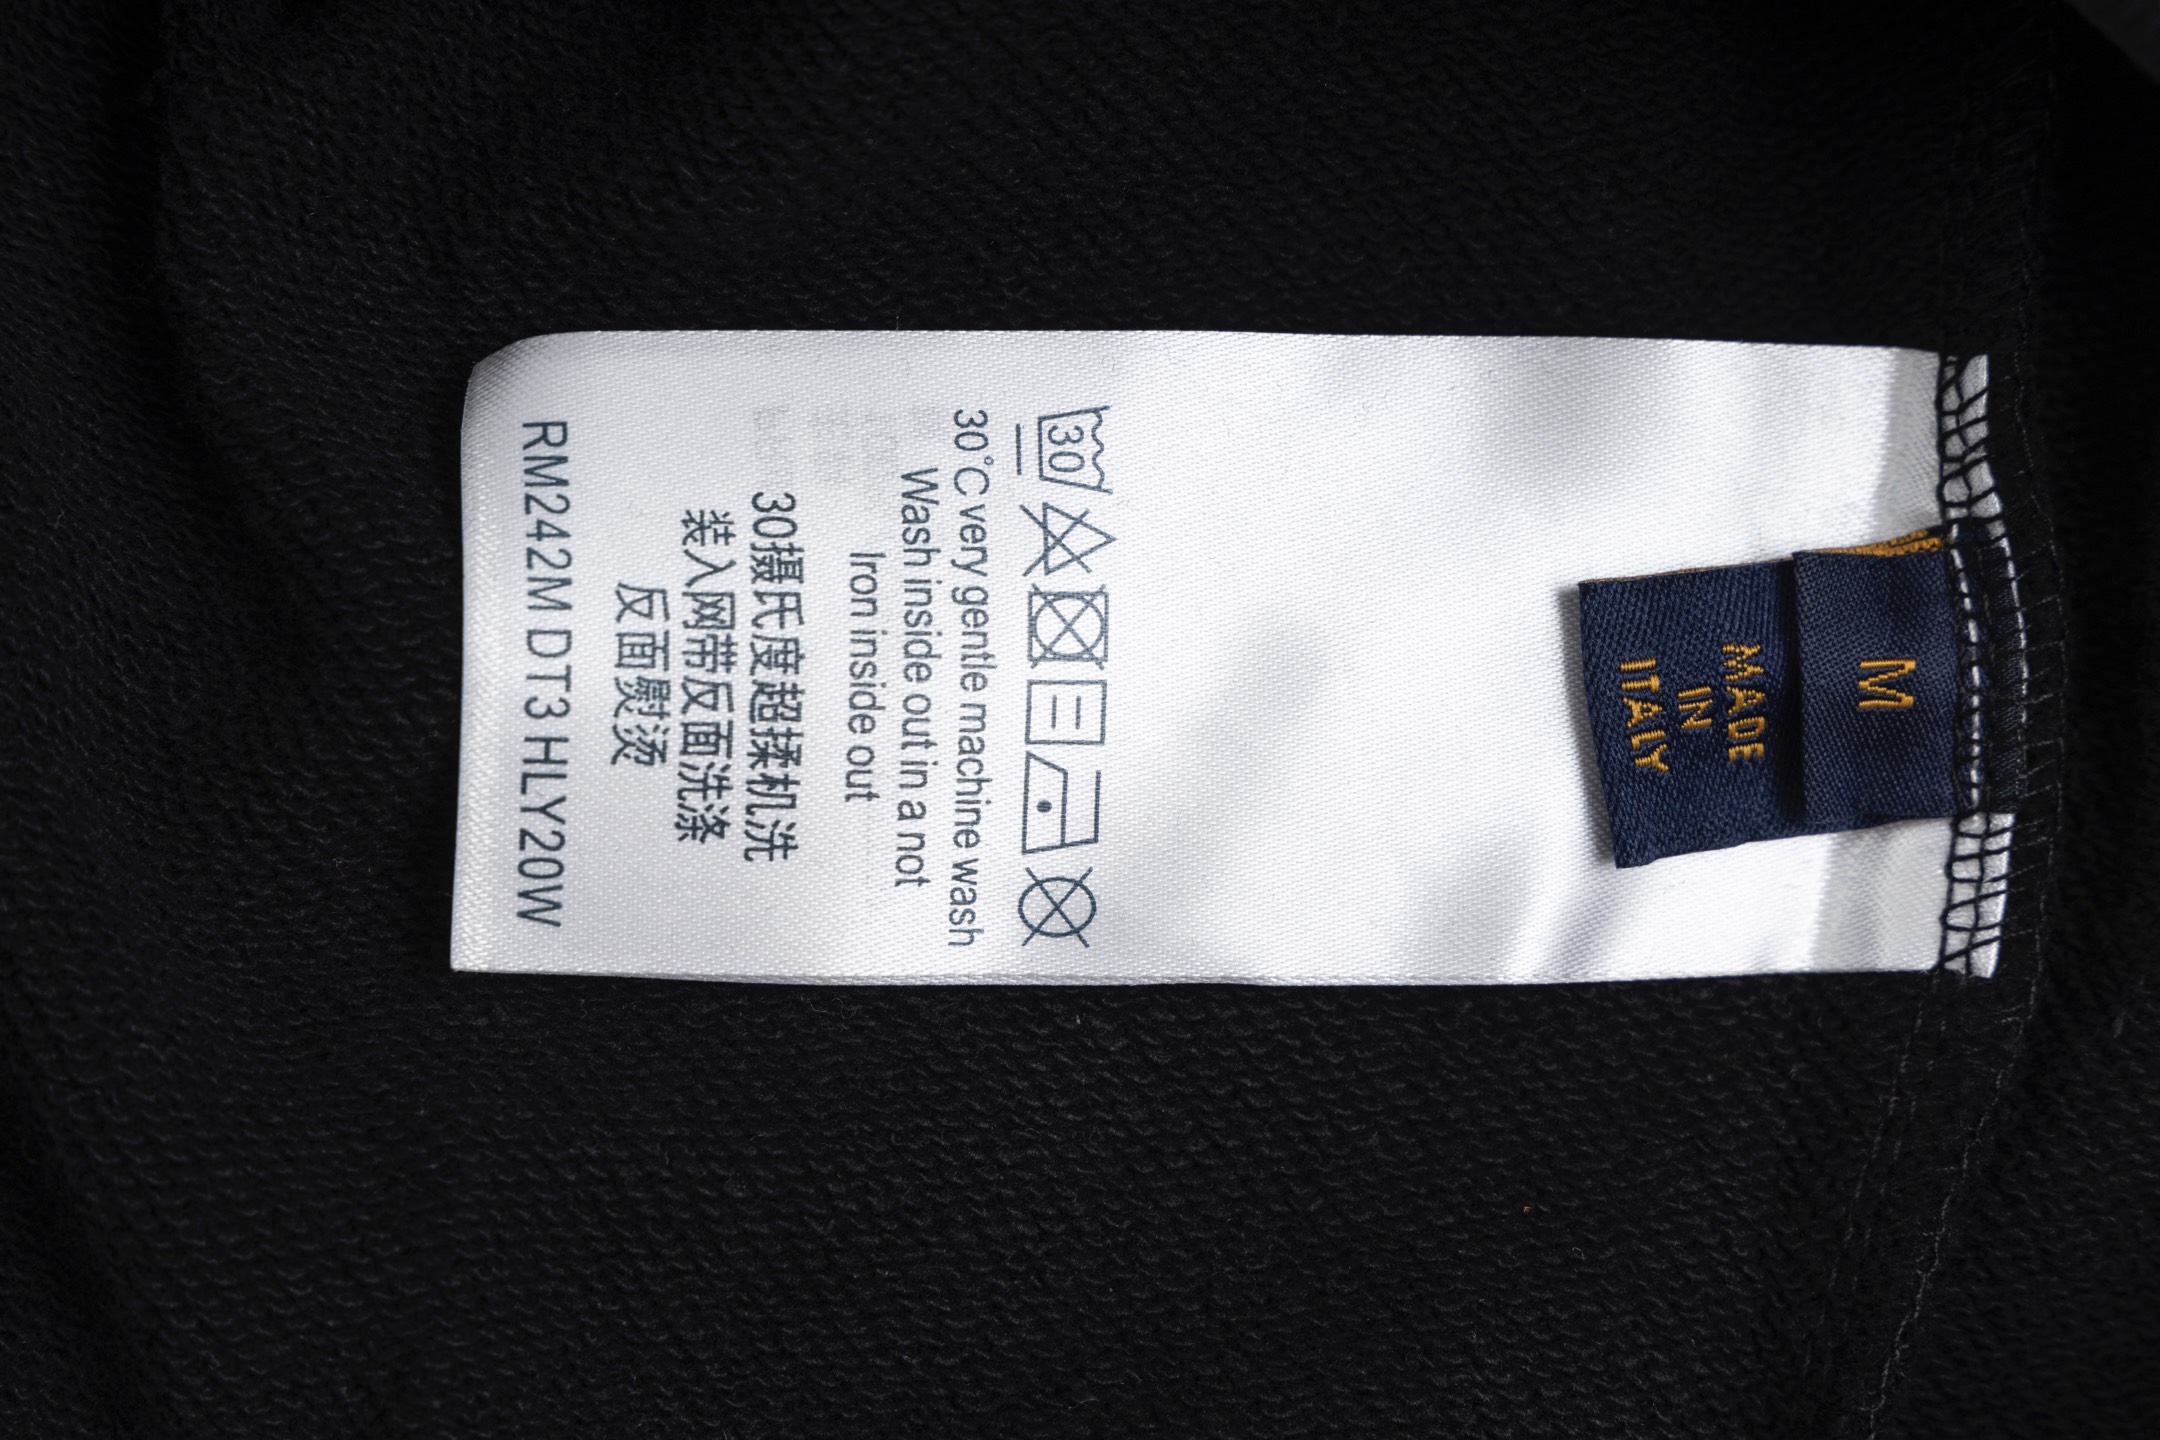 M
MADE
IN
ITALY
30
30°C very gentle machine wash
Wash inside out in a not
Iron inside out
30摄氏度超揉机洗
装入网带反面洗涤
反面熨烫
RM242M DT3 HLY20W